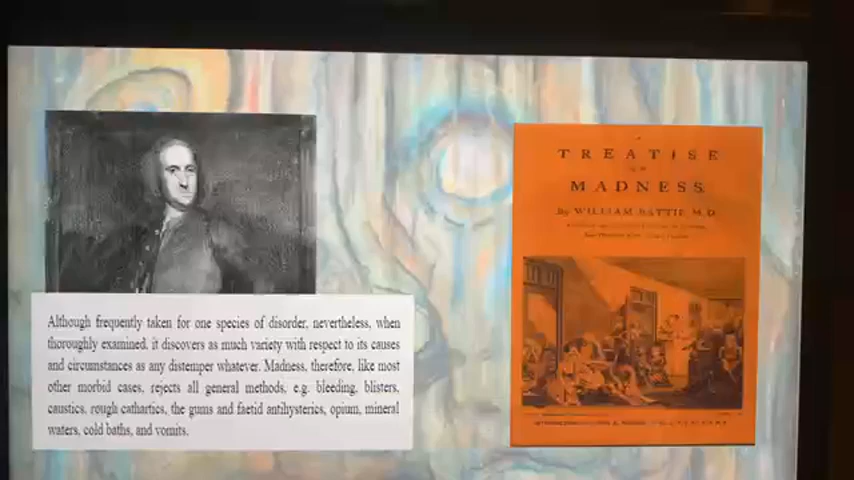 Although frequently taken for one species of disorder, nevertheless, when
thoroughly examined, it discovers as much variety with respect to its causes
and circumstances as any distemper whatever. Madness, therefore, like most
other morbid cases, rejects all general methods, e.g. bleeding, blisters,
caustics, rough cathartics, the gums and faetid antihysterics, opium, mineral
waters, cold baths, and vomits.
A
TREATISE
ON
MADNESS.
By WILLIAM BATTIE M.D.